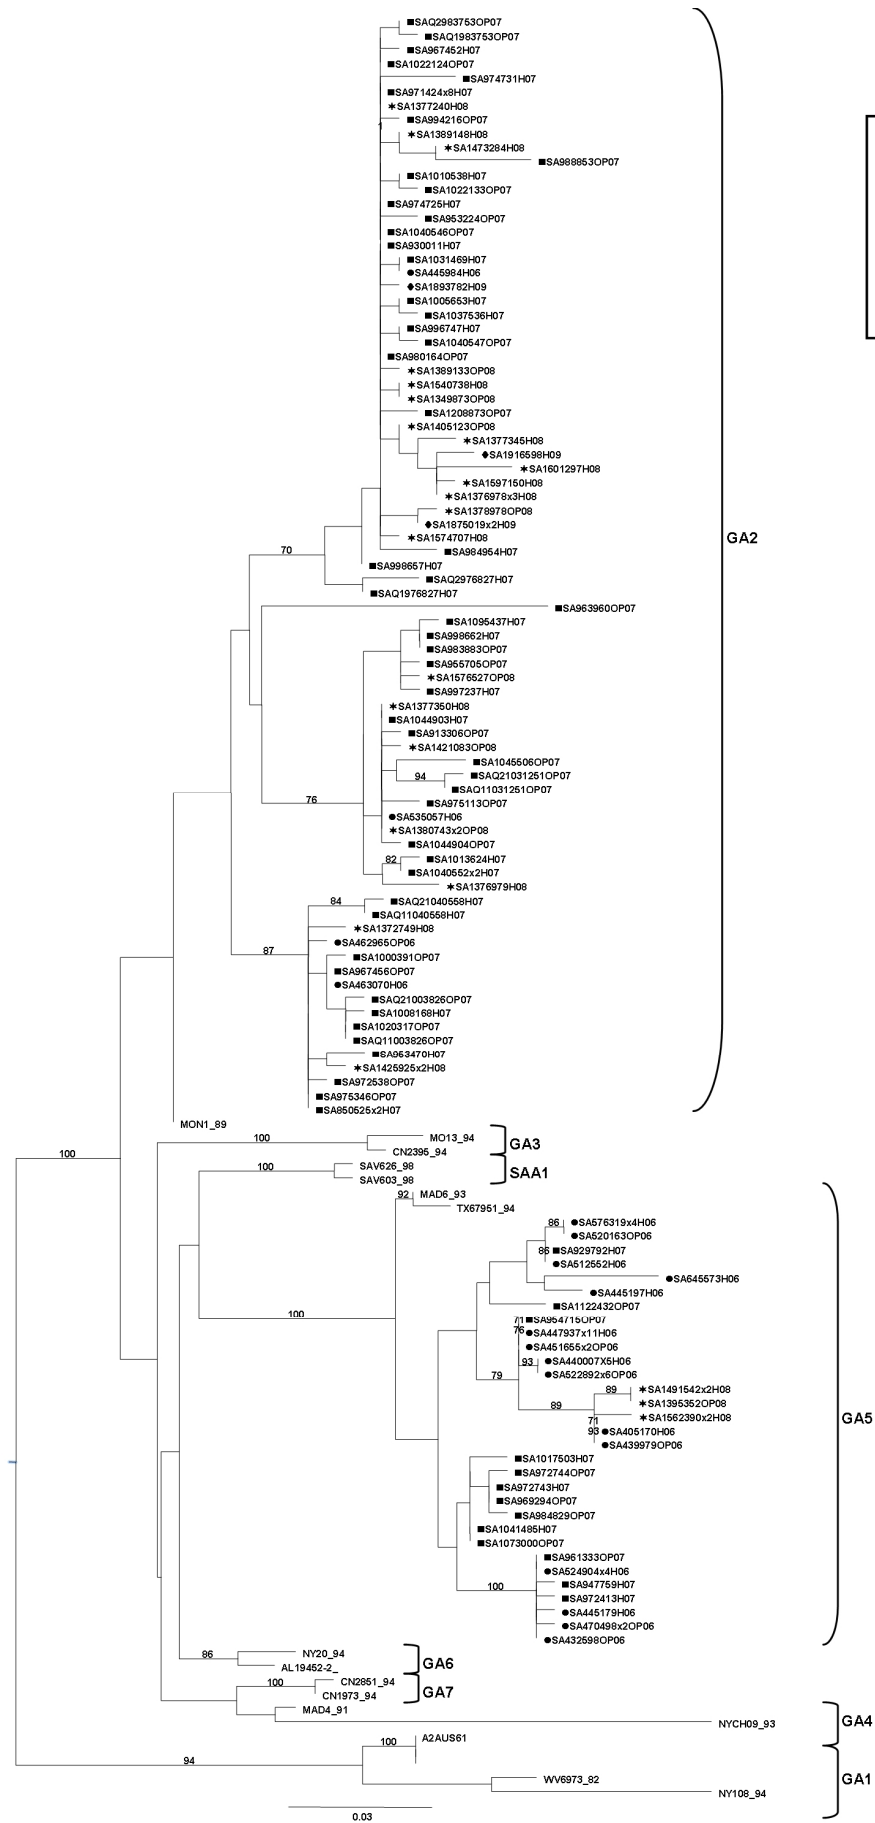 ■SAQ2983753OP07
■SAQ1983753OP07
■SA967452H07
■SA1022124OP07
■SA974731H07
■SA971424x8H07
✶SA1377240H08
■SA994216OP07
✶SA1389148H08
✶SA1473284H08
■SA988853OP07
■SA1010538H07
■SA1022133OP07
■SA974725H07
■SA953224OP07
■SA1040546OP07
■SA930011H07
■SA1031469H07
●SA445984H06
♦SA1893782H09
■SA1005653H07
■SA1037536H07
■SA996747H07
■SA1040547OP07
■SA980164OP07
✶SA1389133OP08
✶SA1540738H08
✶SA1349873OP08
■SA1208873OP07
✶SA1405123OP08
✶SA1377345H08
♦SA1916598H09
✶SA1601297H08
✶SA1597150H08
✶SA1376978x3H08
✶SA1378978OP08
♦SA1875019x2H09
✶SA1574707H08
GA2
70
■SA984954H07
■SA998657H07
■SAQ2976827H07
■SAQ1976827H07
■SA963960OP07
■SA1095437H07
■SA998662H07
■SA983883OP07
■SA955705OP07
✶SA1576527OP08
■SA997237H07
✶SA1377350H08
■SA1044903H07
■SA913306OP07
✶SA1421083OP08
■SA1045506OP07
94
■SAQ21031251OP07
■SAQ11031251OP07
76
■SA975113OP07
●SA535057H06
✶SA1380743x2OP08
■SA1044904OP07
82
■SA1013624H07
■SA1040552x2H07
✶SA1376979H08
84
■SAQ21040558H07
■SAQ11040558H07
✶SA1372749H08
●SA462965OP06
87
■SA1000391OP07
■SA967456OP07
●SA463070H06
■SAQ21003826OP07
■SA1008168H07
■SA1020317OP07
■SAQ11003826OP07
■SA963470H07
✶SA1425925x2H08
■SA972538OP07
■SA975346OP07
■SA850525x2H07
MON1_89
100
100
MO13_94
CN2395_94
GA3
100
SAV626_98
SAV603_98
SAA1
92
MAD6_93
TX67951_94
86
●SA576319x4H06
●SA520163OP06
86
■SA929792H07
●SA512552H06
●SA645573H06
●SA445197H06
■SA1122432OP07
100
71
■SA954715OP07
76
●SA447937x11H06
●SA451655x2OP06
93
●SA440007X5H06
●SA522892x6OP06
79
89
✶SA1491542x2H08
✶SA1395352OP08
89
✶SA1562390x2H08
GA5
71
93
●SA405170H06
●SA439979OP06
■SA1017503H07
■SA972744OP07
■SA972743H07
■SA969294OP07
■SA984829OP07
■SA1041485H07
■SA1073000OP07
■SA961333OP07
●SA524904x4H06
100
■SA947759H07
■SA972413H07
●SA445179H06
●SA470498x2OP06
●SA432598OP06
86
NY20_94
AL19452-2_
GA6
100
CN2851_94
CN1973_94
GA7
MAD4_91
NYCH09_93
GA4
100
A2AUS61
94
WV6973_82
NY108_94
GA1
0.03